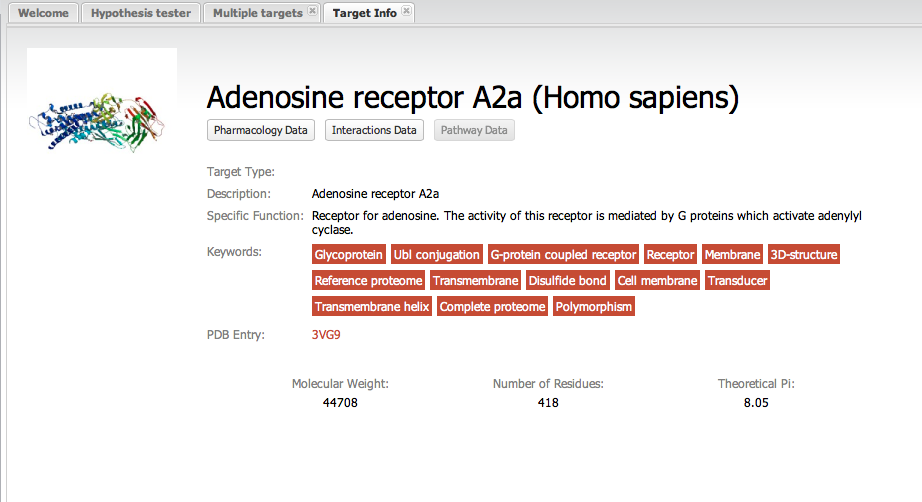 Welcome Hypothesis tester Multiple targets Target Info
Adenosine receptor A2a (Homo sapiens)
Pharmacology Data Interactions Data Pathway Data
Target Type:
Description: Adenosine receptor A2a
Specific Function: Receptor for adenosine. The activity of this receptor is mediated by G proteins which activate adenylyl
cyclase.
Keywords: Glycoprotein Ubl conjugation G-protein coupled receptor Receptor Membrane 3D-structure
Reference proteome Transmembrane Disulfide bond Cell membrane Transducer
Transmembrane helix Complete proteome Polymorphism
PDB Entry: 3VG9
Molecular Weight: Number of Residues: Theoretical Pi:
44708 418 8.05